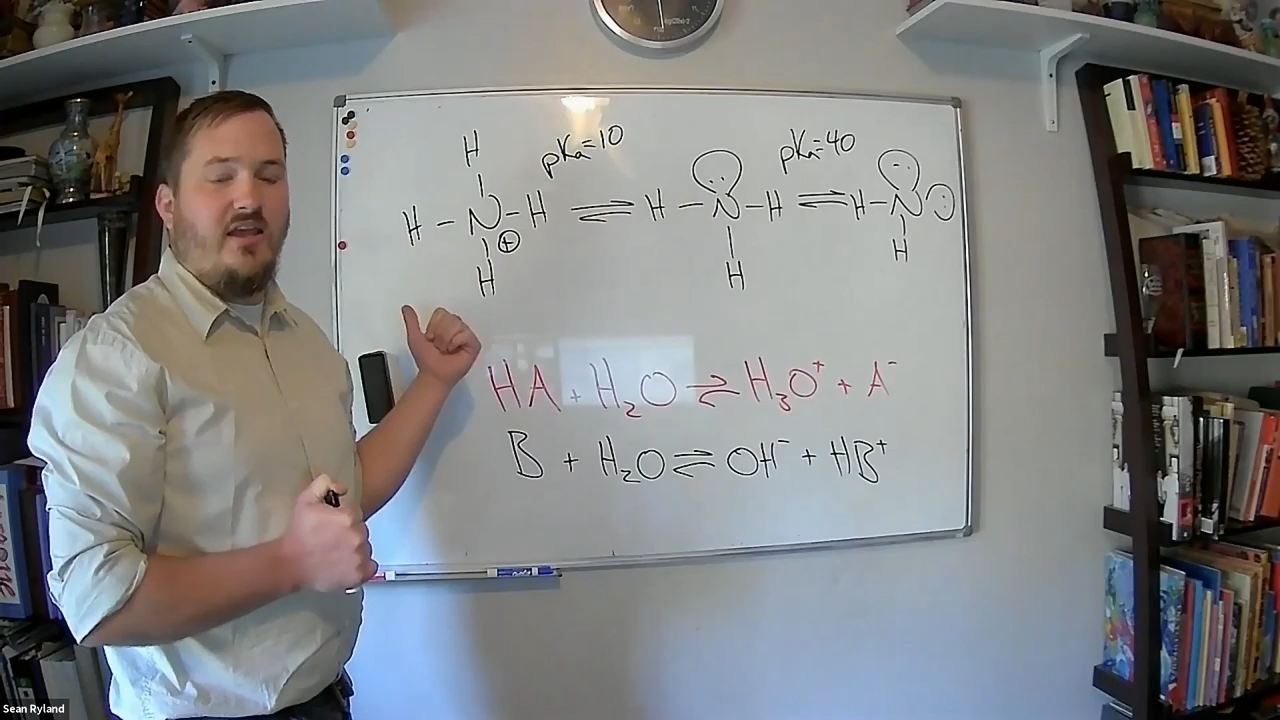 H pKa=10 pKa=40
H-N-H ⇌ H-N-H ⇌ H-N
⊕
H H H
HA + H₂O ⇌ H₃O⁺ + A⁻
B + H₂O ⇌ OH⁻ + HB⁺
Sean Ryland